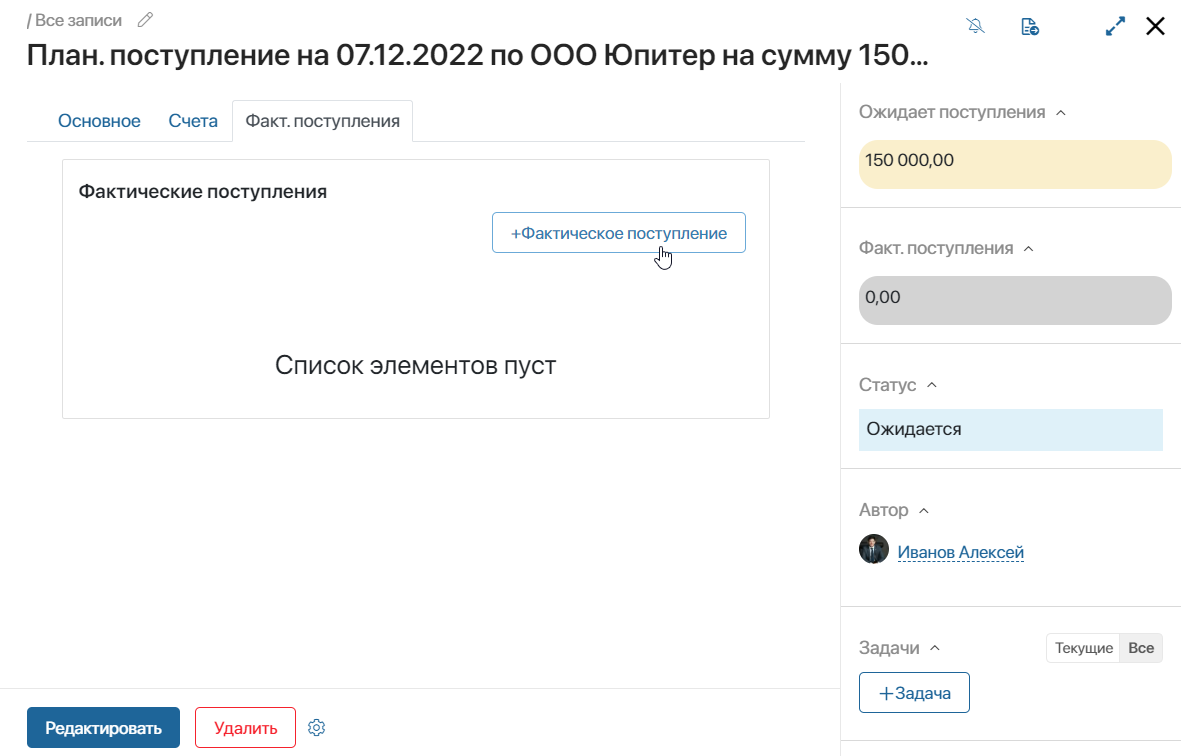 / Все записи
План. поступление на 07.12.2022 по ООО Юпитер на сумму 150...
Основное
Счета
Факт. поступления
Фактические поступления
+Фактическое поступление
Список элементов пуст
Редактировать
Удалить
Ожидает поступления
150 000,00
Факт. поступления
0,00
Статус
Ожидается
Автор
Иванов Алексей
Задачи
Текущие
Все
+Задача